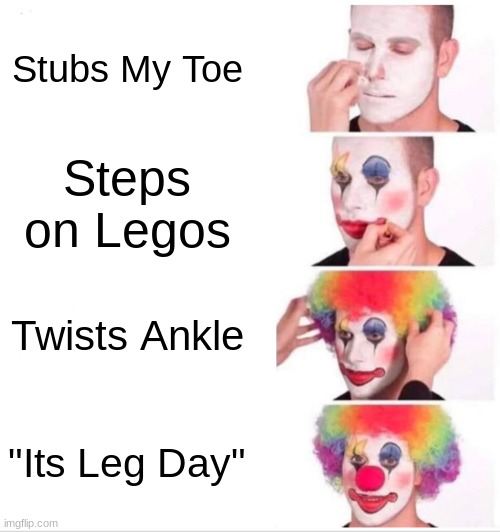 Stubs My Toe
Steps
on Legos
Twists Ankle
"Its Leg Day"
imgflip.com